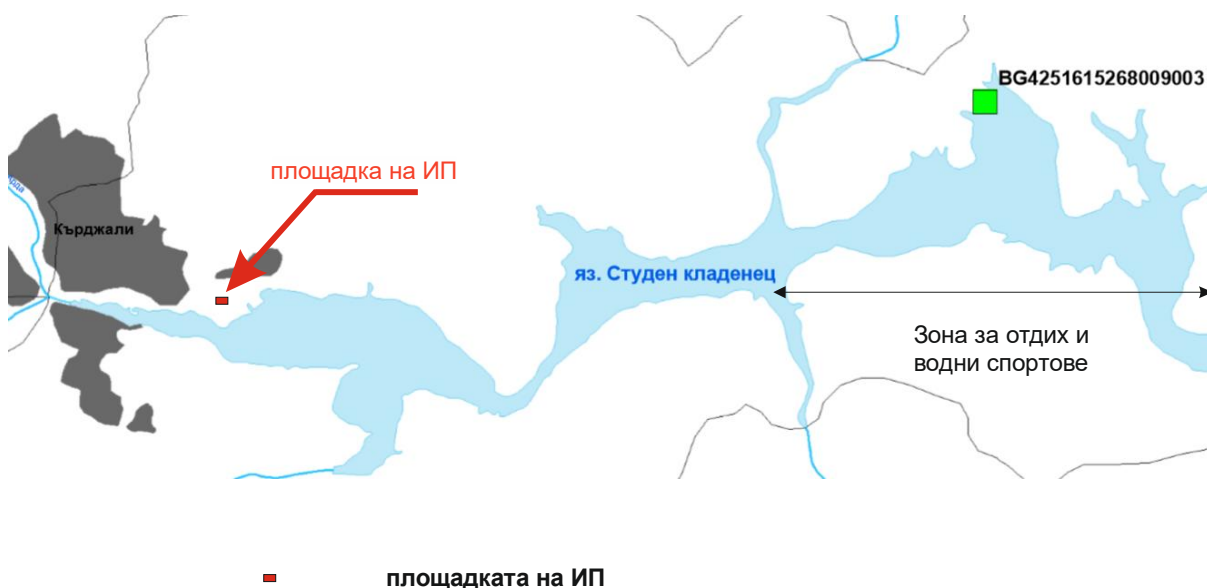 BG4251615268009003
площадка на ИП
Кърджали
яз. Студен кладенец
Зона за отдих и
водни спортове
площадката на ИП